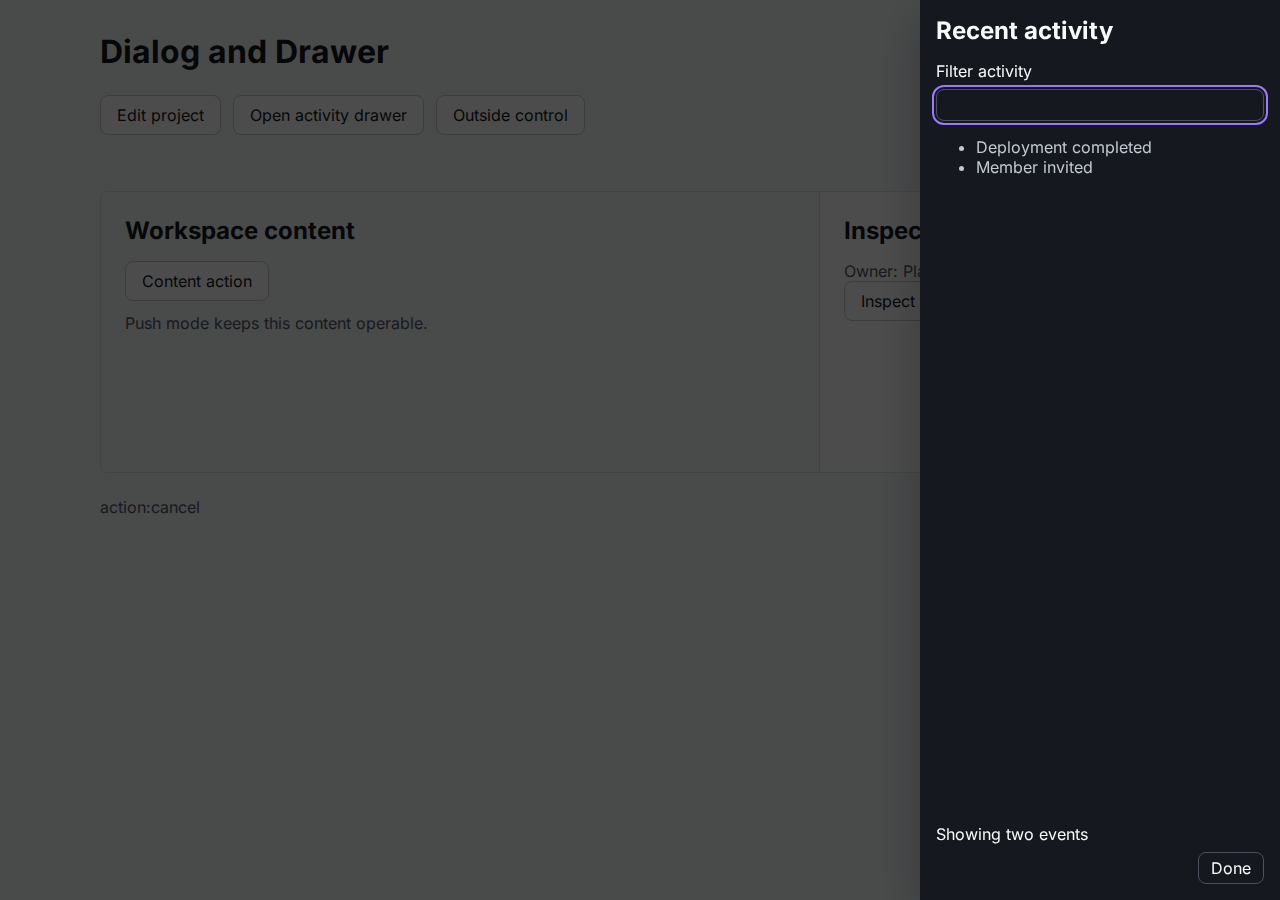 Dialog and Drawer
Edit project
Open activity drawer
Outside control
Workspace content
Content action
Push mode keeps this content operable.
Inspec
Owner: Pla
Inspect
action:cancel
Recent activity
Filter activity
Deployment completed
Member invited
Showing two events
Done